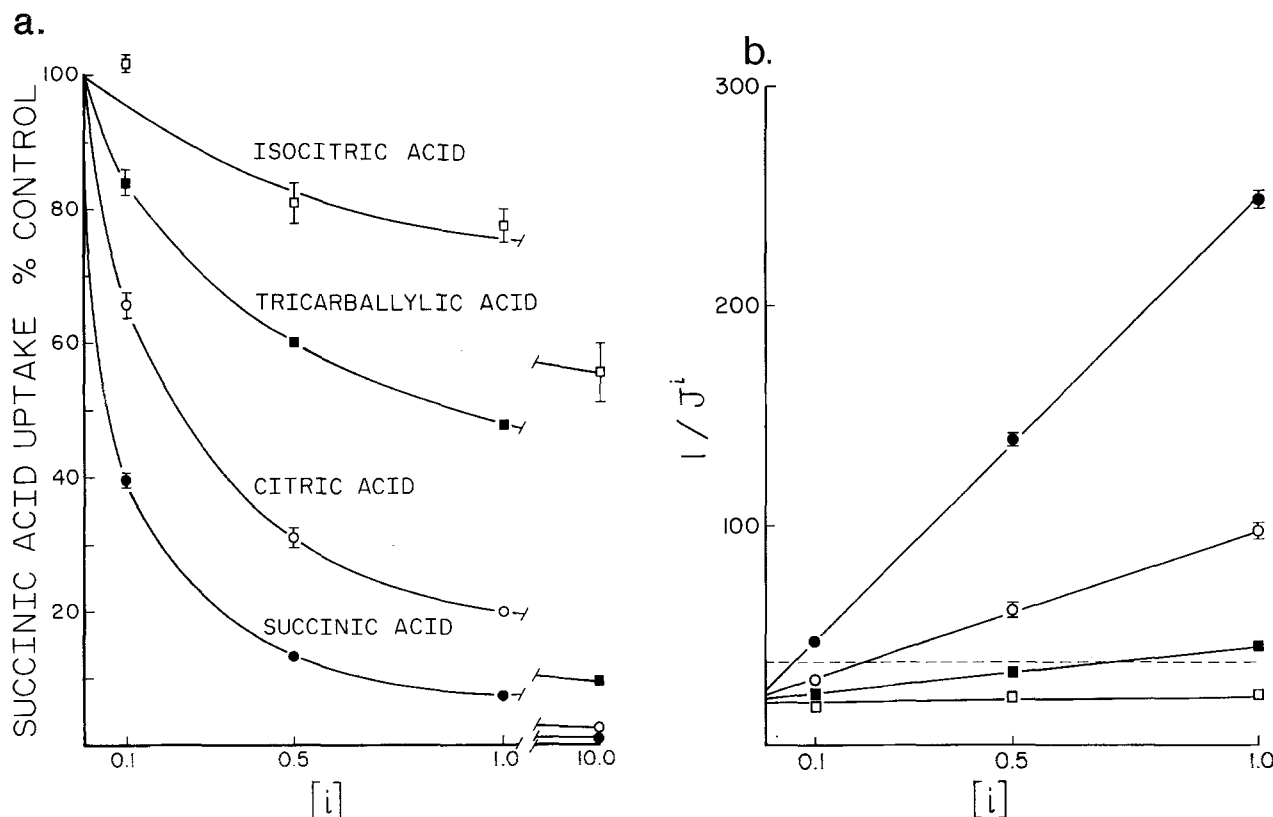 a.
SUCCINIC ACID UPTAKE % CONTROL
100
80
60
40
20
ISOCITRIC ACID
TRICARBALLYLIC ACID
CITRIC ACID
SUCCINIC ACID
0.1
0.5
1.0
10.0
[i]
b.
300
200
100
1/Jⁱ
0.1
0.5
1.0
[i]